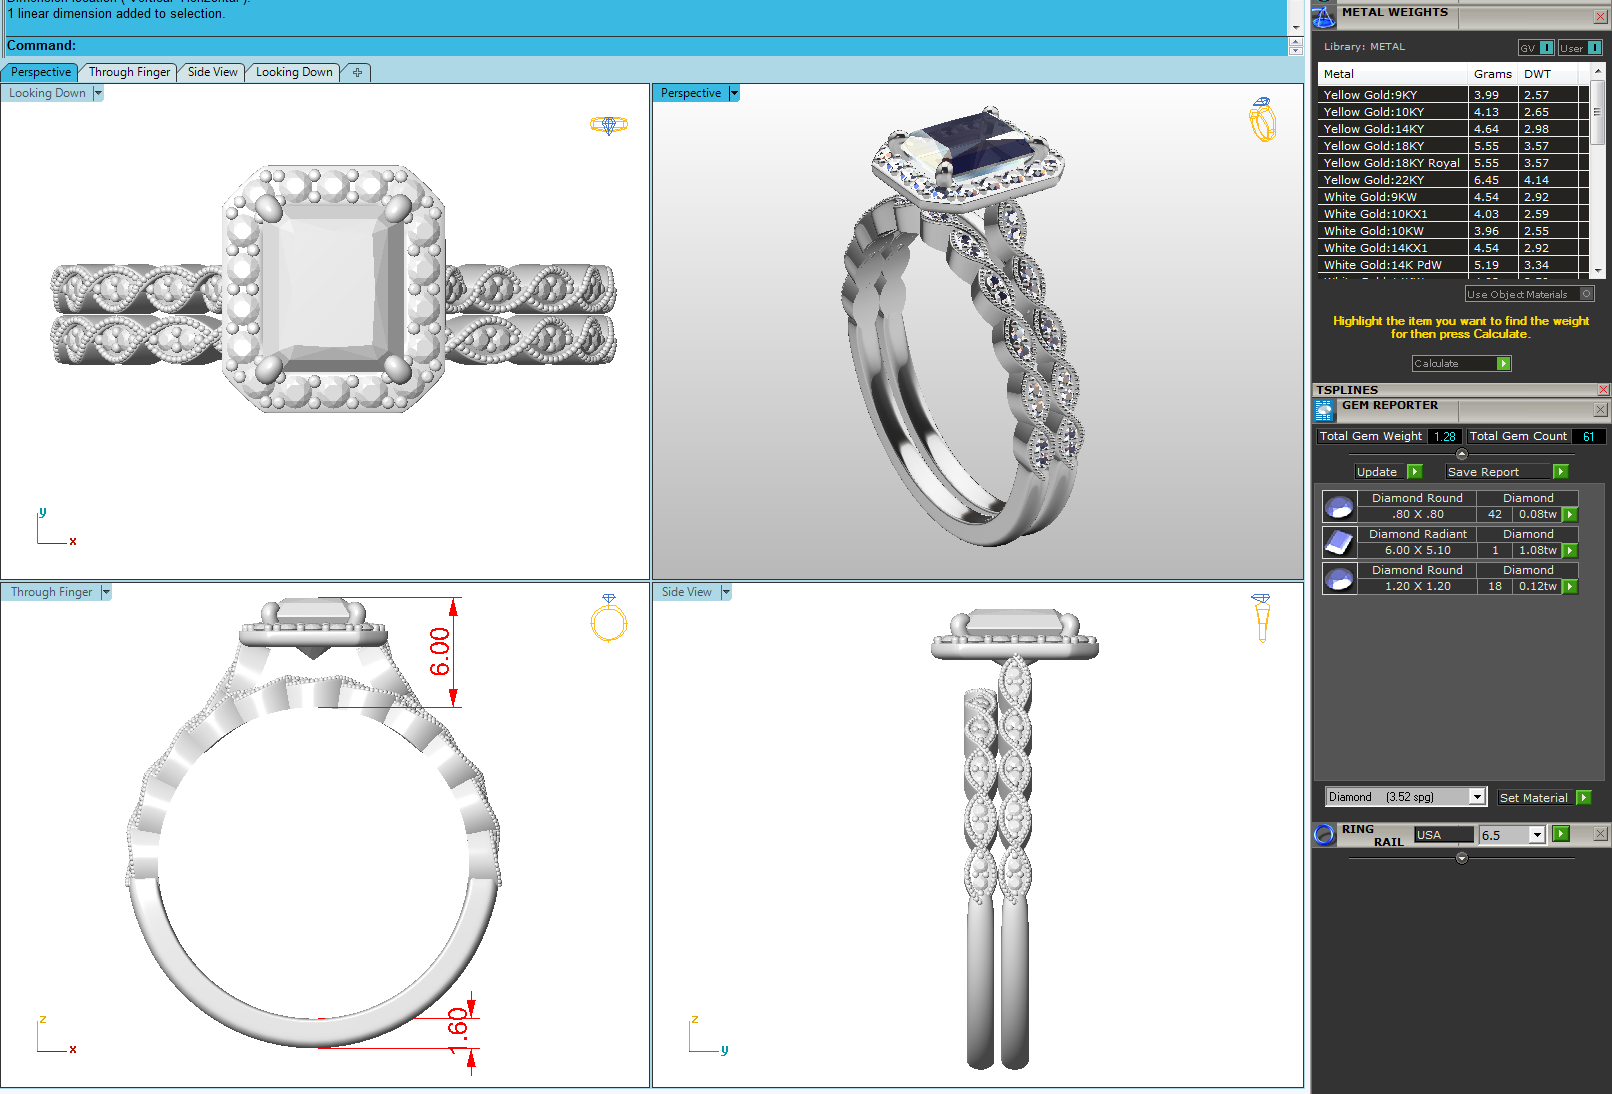 Dimension location ( Vertical Horizontal ):
1 linear dimension added to selection.
Command:
Perspective
Through Finger
Side View
Looking Down
Looking Down
y
x
Perspective
Through Finger
6.00
1.60
z
x
Side View
z
y
METAL WEIGHTS
Library: METAL
GV
User
Metal Grams DWT
Yellow Gold:9KY 3.99 2.57
Yellow Gold:10KY 4.13 2.65
Yellow Gold:14KY 4.64 2.98
Yellow Gold:18KY 5.55 3.57
Yellow Gold:18KY Royal 5.55 3.57
Yellow Gold:22KY 6.45 4.14
White Gold:9KW 4.54 2.92
White Gold:10KX1 4.03 2.59
White Gold:10KW 3.96 2.55
White Gold:14KX1 4.54 2.92
White Gold:14K PdW 5.19 3.34
Use Object Materials
Highlight the item you want to find the weight
for then press Calculate.
Calculate
TSPLINES
GEM REPORTER
Total Gem Weight 1.28 Total Gem Count 61
Update Save Report
Diamond Round Diamond
.80 X .80 42 0.08tw
Diamond Radiant Diamond
6.00 X 5.10 1 1.08tw
Diamond Round Diamond
1.20 X 1.20 18 0.12tw
Diamond (3.52 spg) Set Material
RING
RAIL USA 6.5